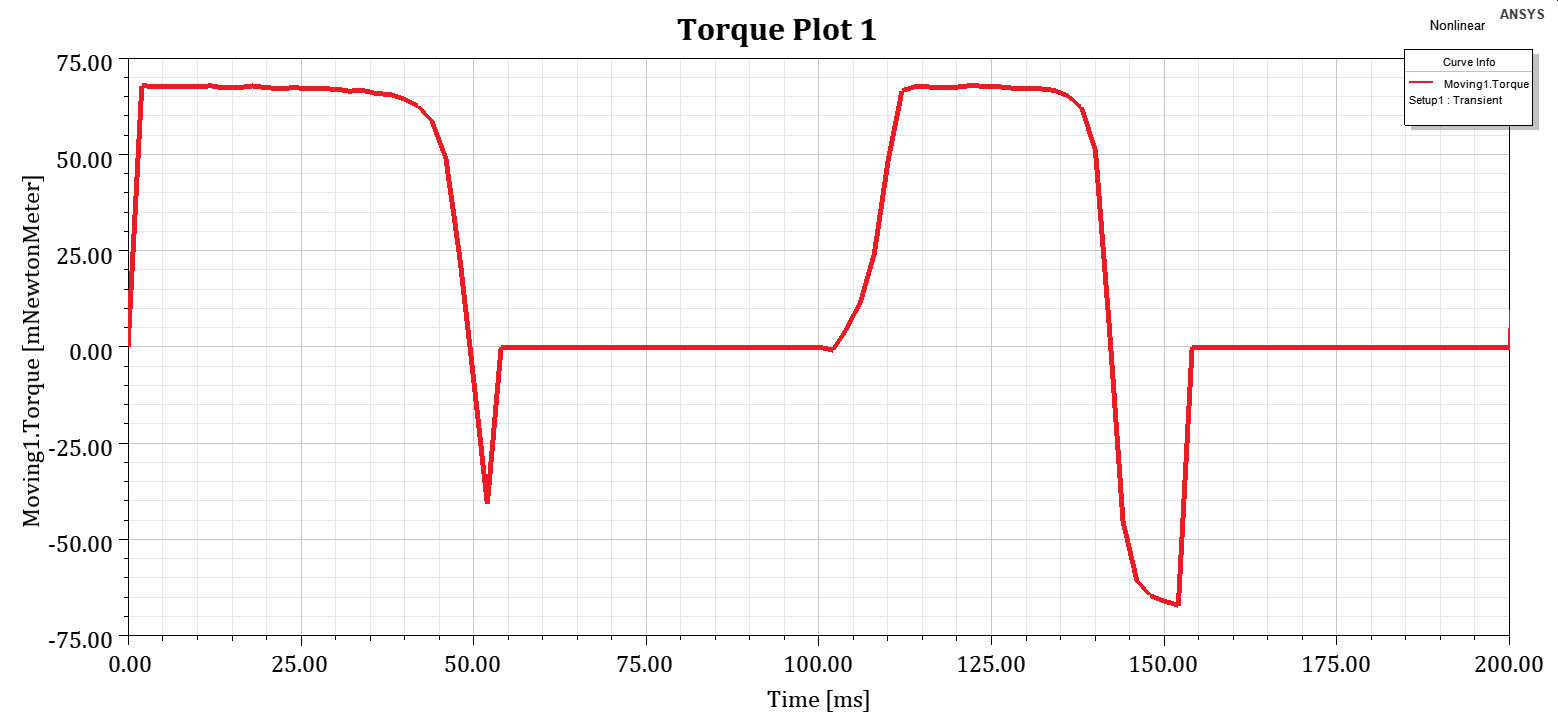 Torque Plot 1
ANSYS
Nonlinear
Curve Info
Moving1.Torque
Setup1 : Transient
Moving1.Torque [mNewtonMeter]
75.00
50.00
25.00
0.00
-25.00
-50.00
-75.00
0.00 25.00 50.00 75.00 100.00 125.00 150.00 175.00 200.00
Time [ms]